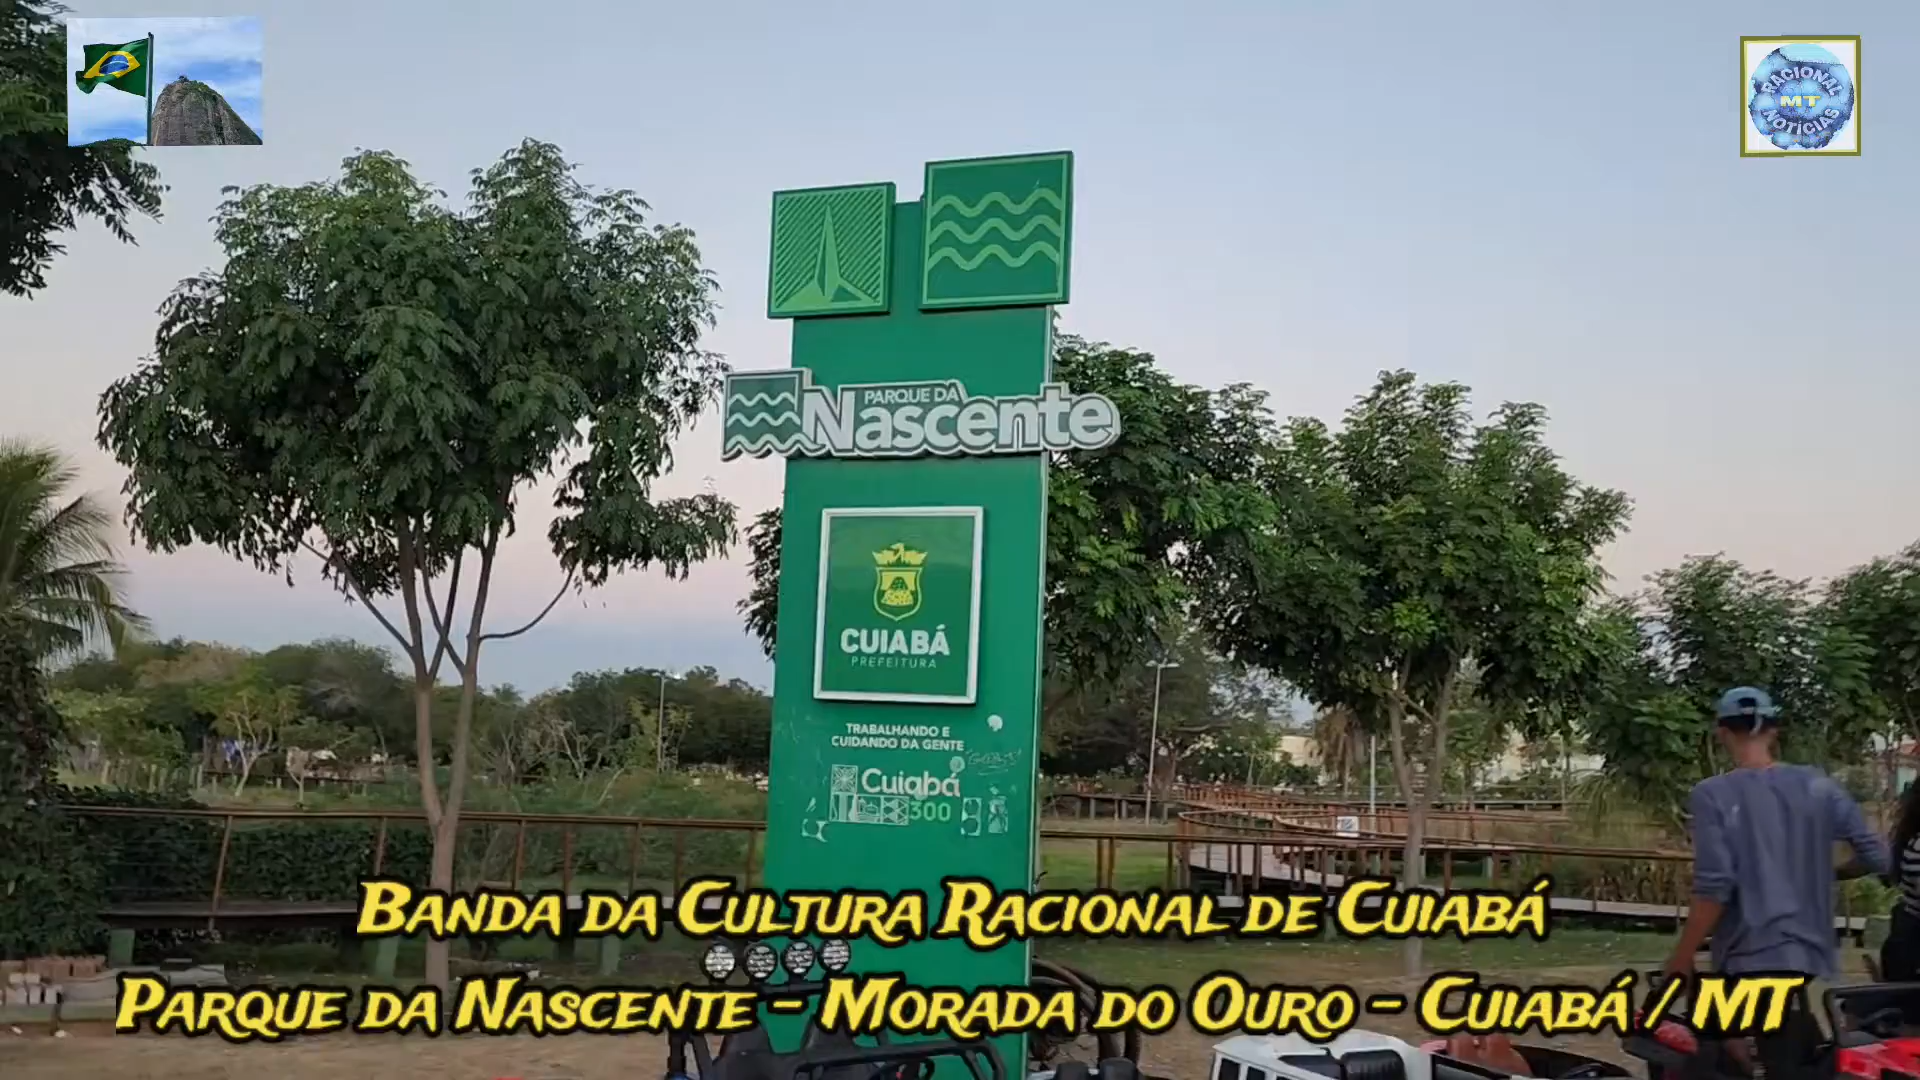 RACIONAL
MT
NOTÍCIAS
PARQUE DA
Nascente
CUIABÁ
PREFEITURA
TRABALHANDO E
CUIDANDO DA GENTE
Cuiabá
300
BANDA DA CULTURA RACIONAL DE CUIABÁ
PARQUE DA NASCENTE - MORADA DO OURO - CUIABÁ / MT